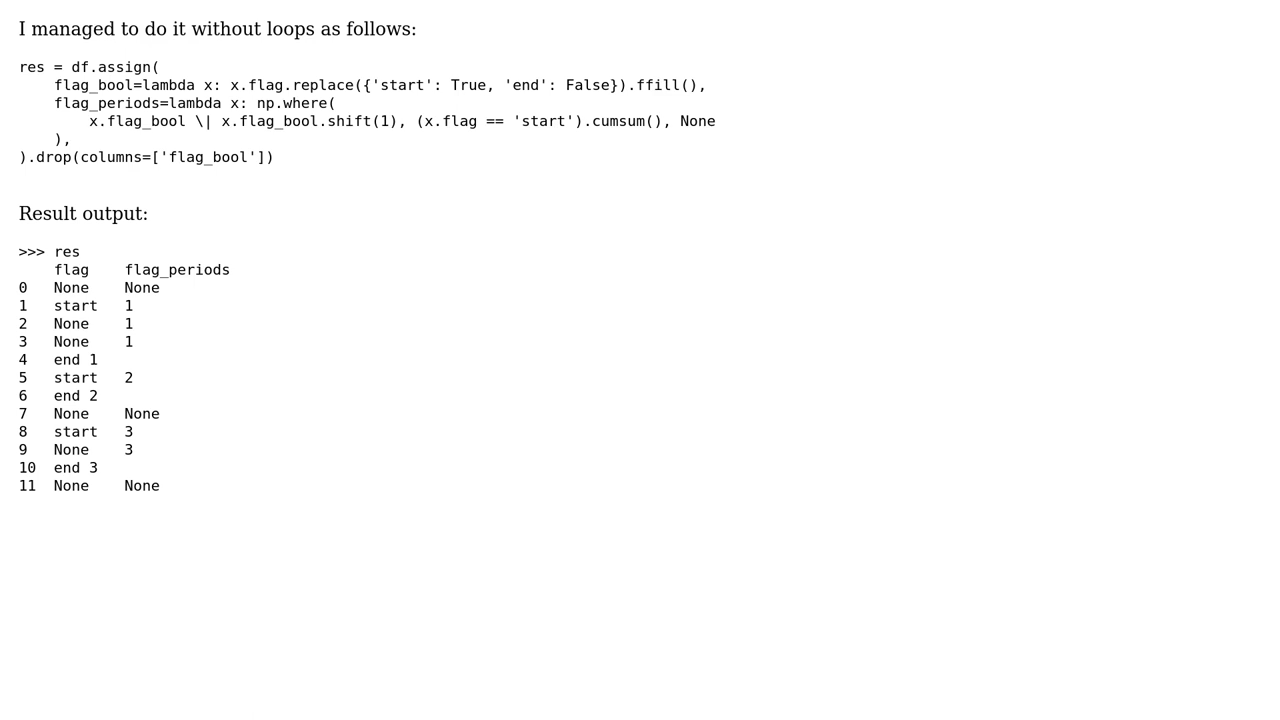 I managed to do it without loops as follows:
res = df.assign(
    flag_bool=lambda x: x.flag.replace({'start': True, 'end': False}).ffill(),
    flag_periods=lambda x: np.where(
        x.flag_bool \| x.flag_bool.shift(1), (x.flag == 'start').cumsum(), None
    ),
).drop(columns=['flag_bool'])
Result output:
>>> res
    flag    flag_periods
0   None    None
1   start   1
2   None    1
3   None    1
4   end 1
5   start   2
6   end 2
7   None    None
8   start   3
9   None    3
10  end 3
11  None    None